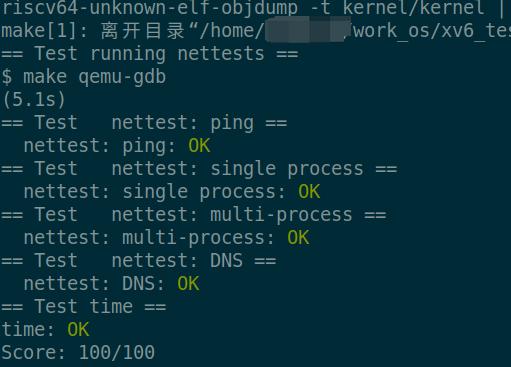 riscv64-unknown-elf-objdump -t kernel/kernel |
make[1]: 离开目录“/home/ /work_os/xv6_tes
== Test running nettests ==
$ make qemu-gdb
(5.1s)
== Test   nettest: ping ==
  nettest: ping: OK
== Test   nettest: single process ==
  nettest: single process: OK
== Test   nettest: multi-process ==
  nettest: multi-process: OK
== Test   nettest: DNS ==
  nettest: DNS: OK
== Test time ==
time: OK
Score: 100/100